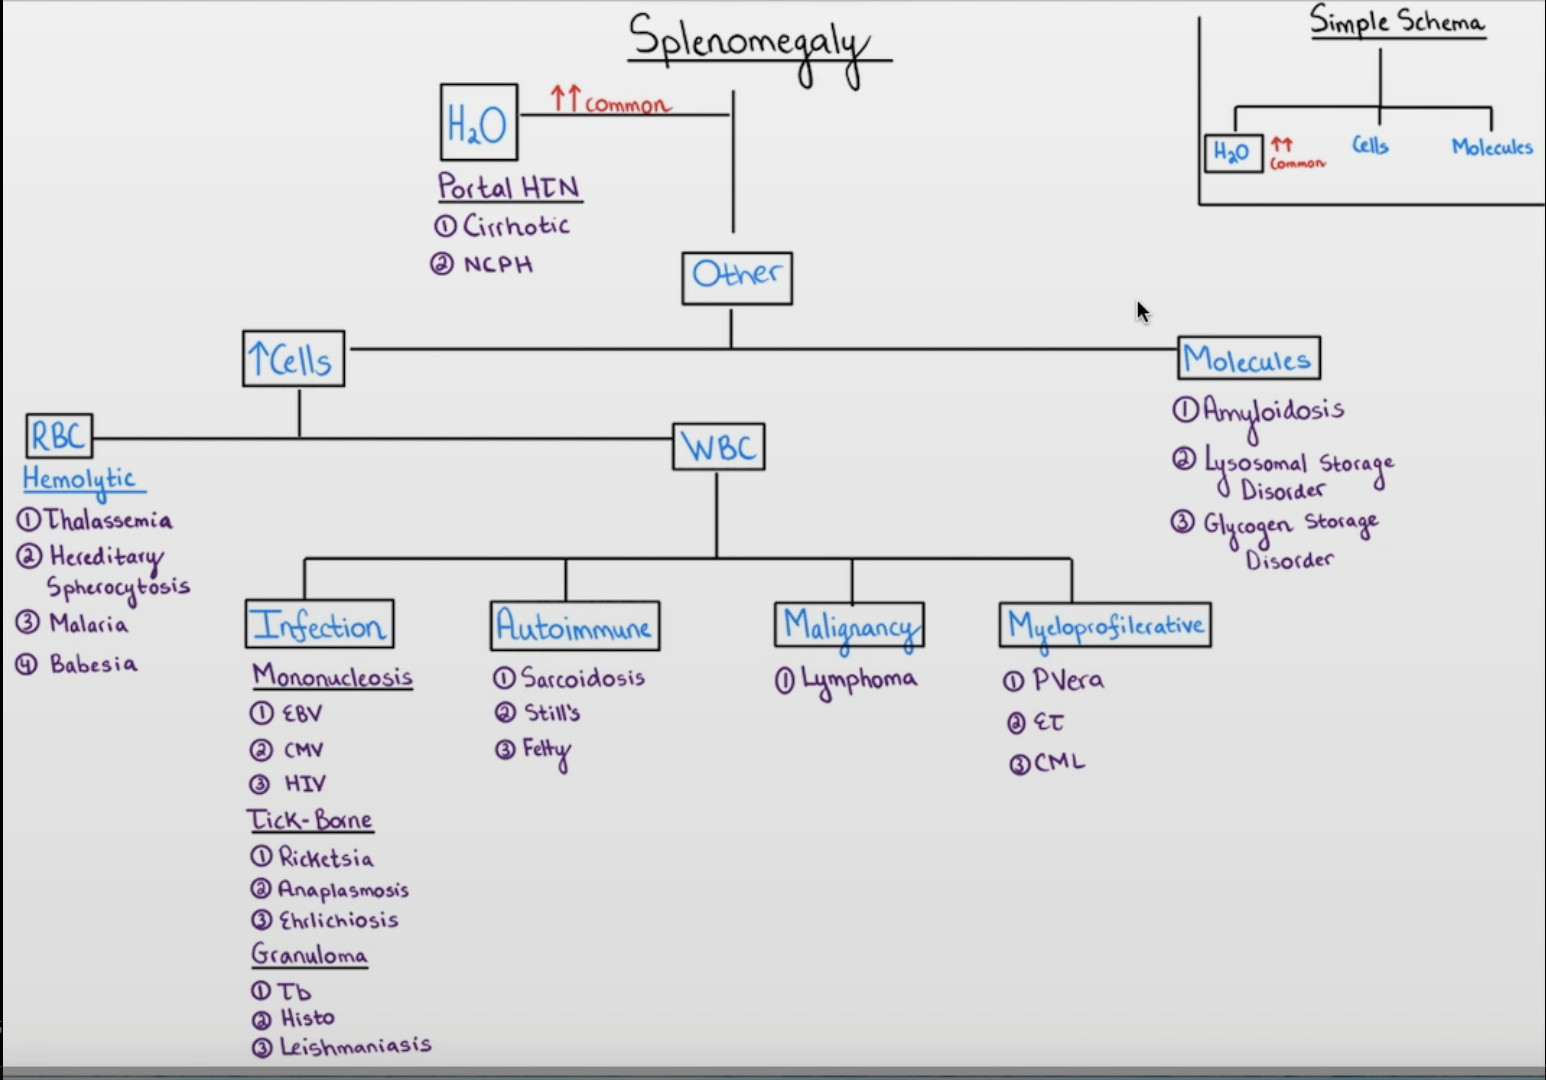 Splenomegaly
H₂O
↑↑ common
Portal HTN
① Cirrhotic
② NCPH
Other
↑Cells
RBC
Hemolytic
① Thalassemia
② Hereditary
Spherocytosis
③ Malaria
④ Babesia
WBC
Infection
Mononucleosis
① EBV
② CMV
③ HIV
Tick-Borne
① Ricketsia
② Anaplasmosis
③ Ehrlichiosis
Granuloma
① Tb
② Histo
③ Leishmaniasis
Autoimmune
① Sarcoidosis
② Still's
③ Felty
Malignancy
① Lymphoma
Myeloprofilerative
① PVera
② ET
③ CML
Molecules
① Amyloidosis
② Lysosomal Storage
Disorder
③ Glycogen Storage
Disorder
Simple Schema
H₂O
↑↑
Common
Cells
Molecules